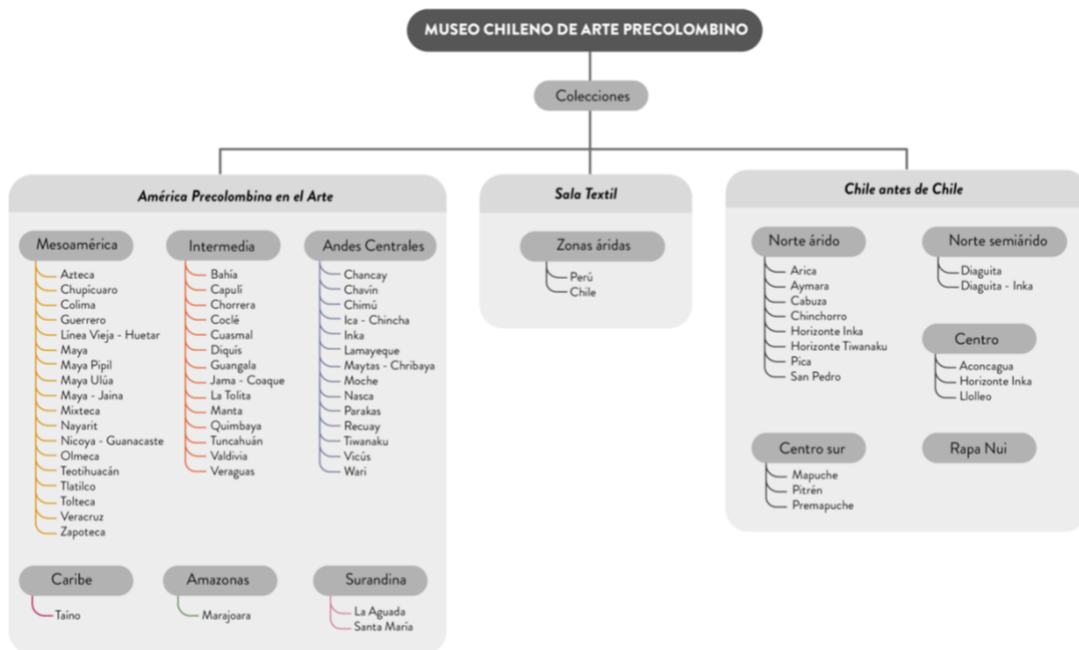 MUSEO CHILENO DE ARTE PRECOLOMBINO
Colecciones
América Precolombina en el Arte
Mesoamérica
Azteca
Chupícuaro
Colima
Guerrero
Línea Vieja - Huetar
Maya
Maya Pipil
Maya Ulúa
Maya - Jaina
Mixteca
Nayarit
Nicoya - Guanacaste
Olmeca
Teotihuacán
Tlatilco
Tolteca
Veracruz
Zapoteca
Intermedia
Bahía
Capulí
Chorrera
Coclé
Cuasmal
Diquís
Guangala
Jama - Coaque
La Tolita
Manta
Quimbaya
Tuncahuán
Valdivia
Veraguas
Andes Centrales
Chancay
Chavín
Chimú
Ica - Chincha
Inka
Lamayeque
Maytas - Chribaya
Moche
Nasca
Parakas
Recuay
Tiwanaku
Vicús
Wari
Caribe
Taíno
Amazonas
Marajoara
Surandina
La Aguada
Santa María
Sala Textil
Zonas áridas
Perú
Chile
Chile antes de Chile
Norte árido
Arica
Aymara
Cabuza
Chinchorro
Horizonte Inka
Horizonte Tiwanaku
Pica
San Pedro
Norte semiárido
Diaguita
Diaguita - Inka
Centro
Aconcagua
Horizonte Inka
Llolleo
Centro sur
Mapuche
Pitrén
Premapuche
Rapa Nui